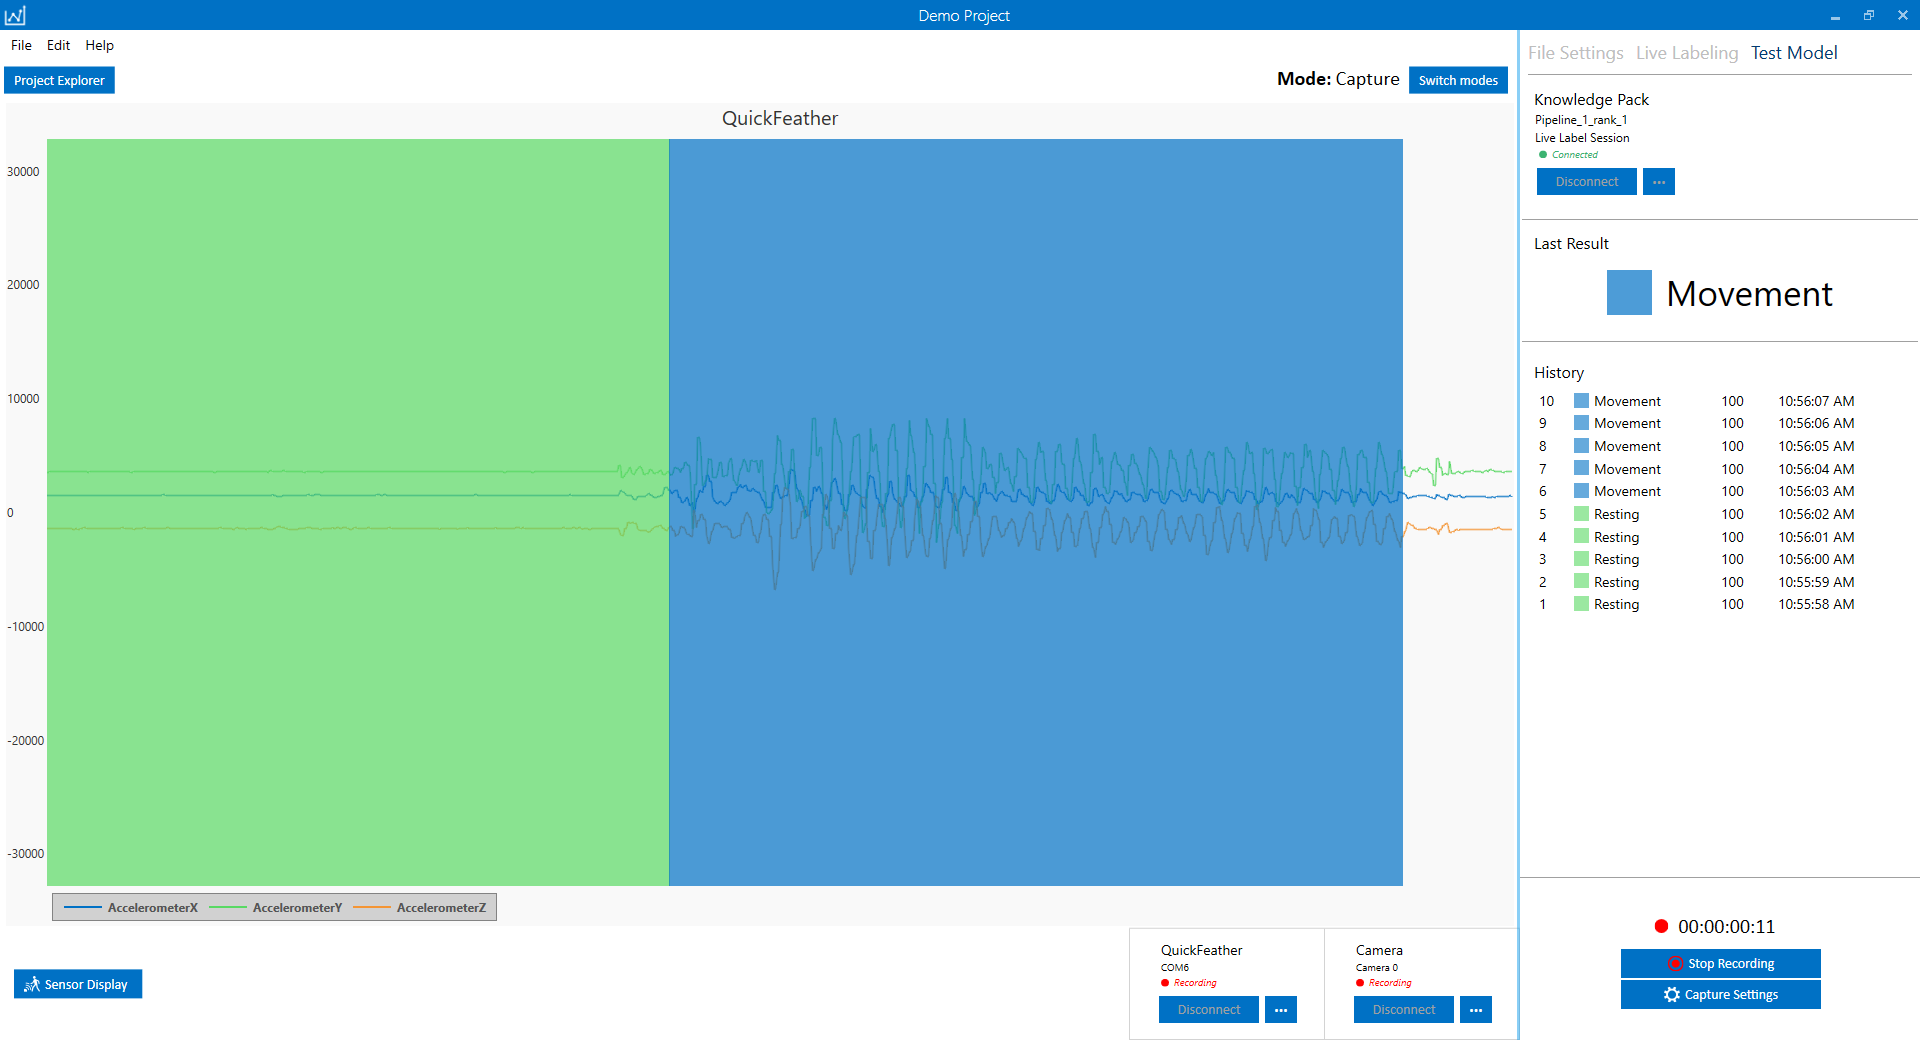 Demo Project
File Edit Help
Project Explorer
Mode: Capture
Switch modes
QuickFeather
30000
20000
10000
0
-10000
-20000
-30000
AccelerometerX AccelerometerY AccelerometerZ
Sensor Display
QuickFeather
COM6
Recording
Disconnect ...
Camera
Camera 0
Recording
Disconnect ...
File Settings Live Labeling Test Model
Knowledge Pack
Pipeline_1_rank_1
Live Label Session
Connected
Disconnect ...
Last Result
Movement
History
10 Movement 100 10:56:07 AM
9 Movement 100 10:56:06 AM
8 Movement 100 10:56:05 AM
7 Movement 100 10:56:04 AM
6 Movement 100 10:56:03 AM
5 Resting 100 10:56:02 AM
4 Resting 100 10:56:01 AM
3 Resting 100 10:56:00 AM
2 Resting 100 10:55:59 AM
1 Resting 100 10:55:58 AM
00:00:00:11
Stop Recording
Capture Settings